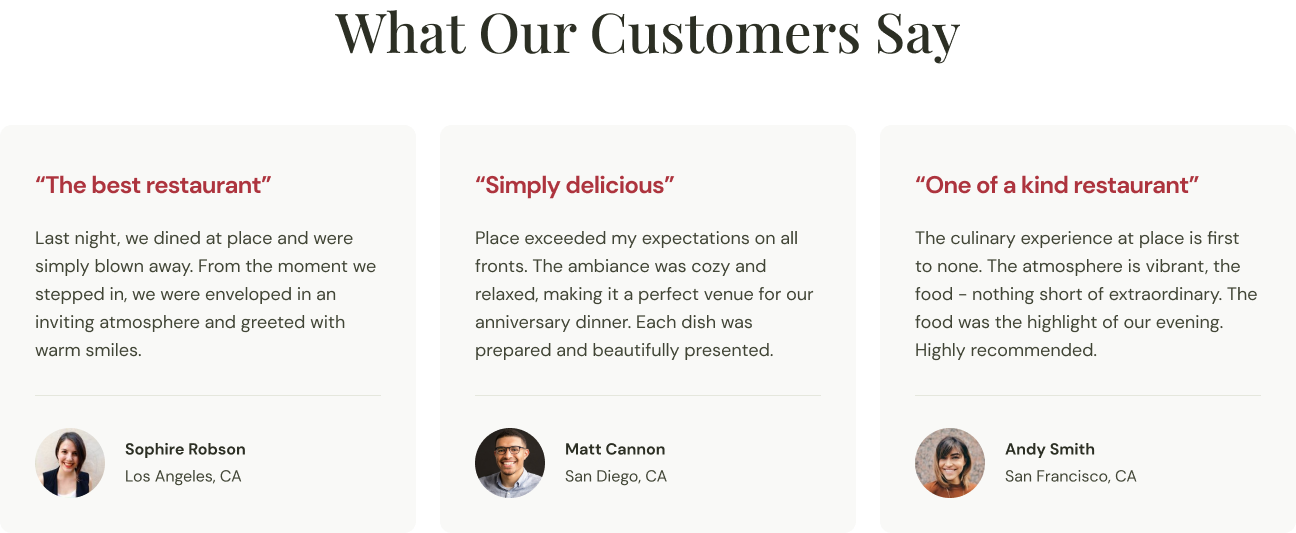 What Our Customers Say
“The best restaurant”
Last night, we dined at place and were
simply blown away. From the moment we
stepped in, we were enveloped in an
inviting atmosphere and greeted with
warm smiles.
Sophire Robson
Los Angeles, CA
“Simply delicious”
Place exceeded my expectations on all
fronts. The ambiance was cozy and
relaxed, making it a perfect venue for our
anniversary dinner. Each dish was
prepared and beautifully presented.
Matt Cannon
San Diego, CA
“One of a kind restaurant”
The culinary experience at place is first
to none. The atmosphere is vibrant, the
food - nothing short of extraordinary. The
food was the highlight of our evening.
Highly recommended.
Andy Smith
San Francisco, CA